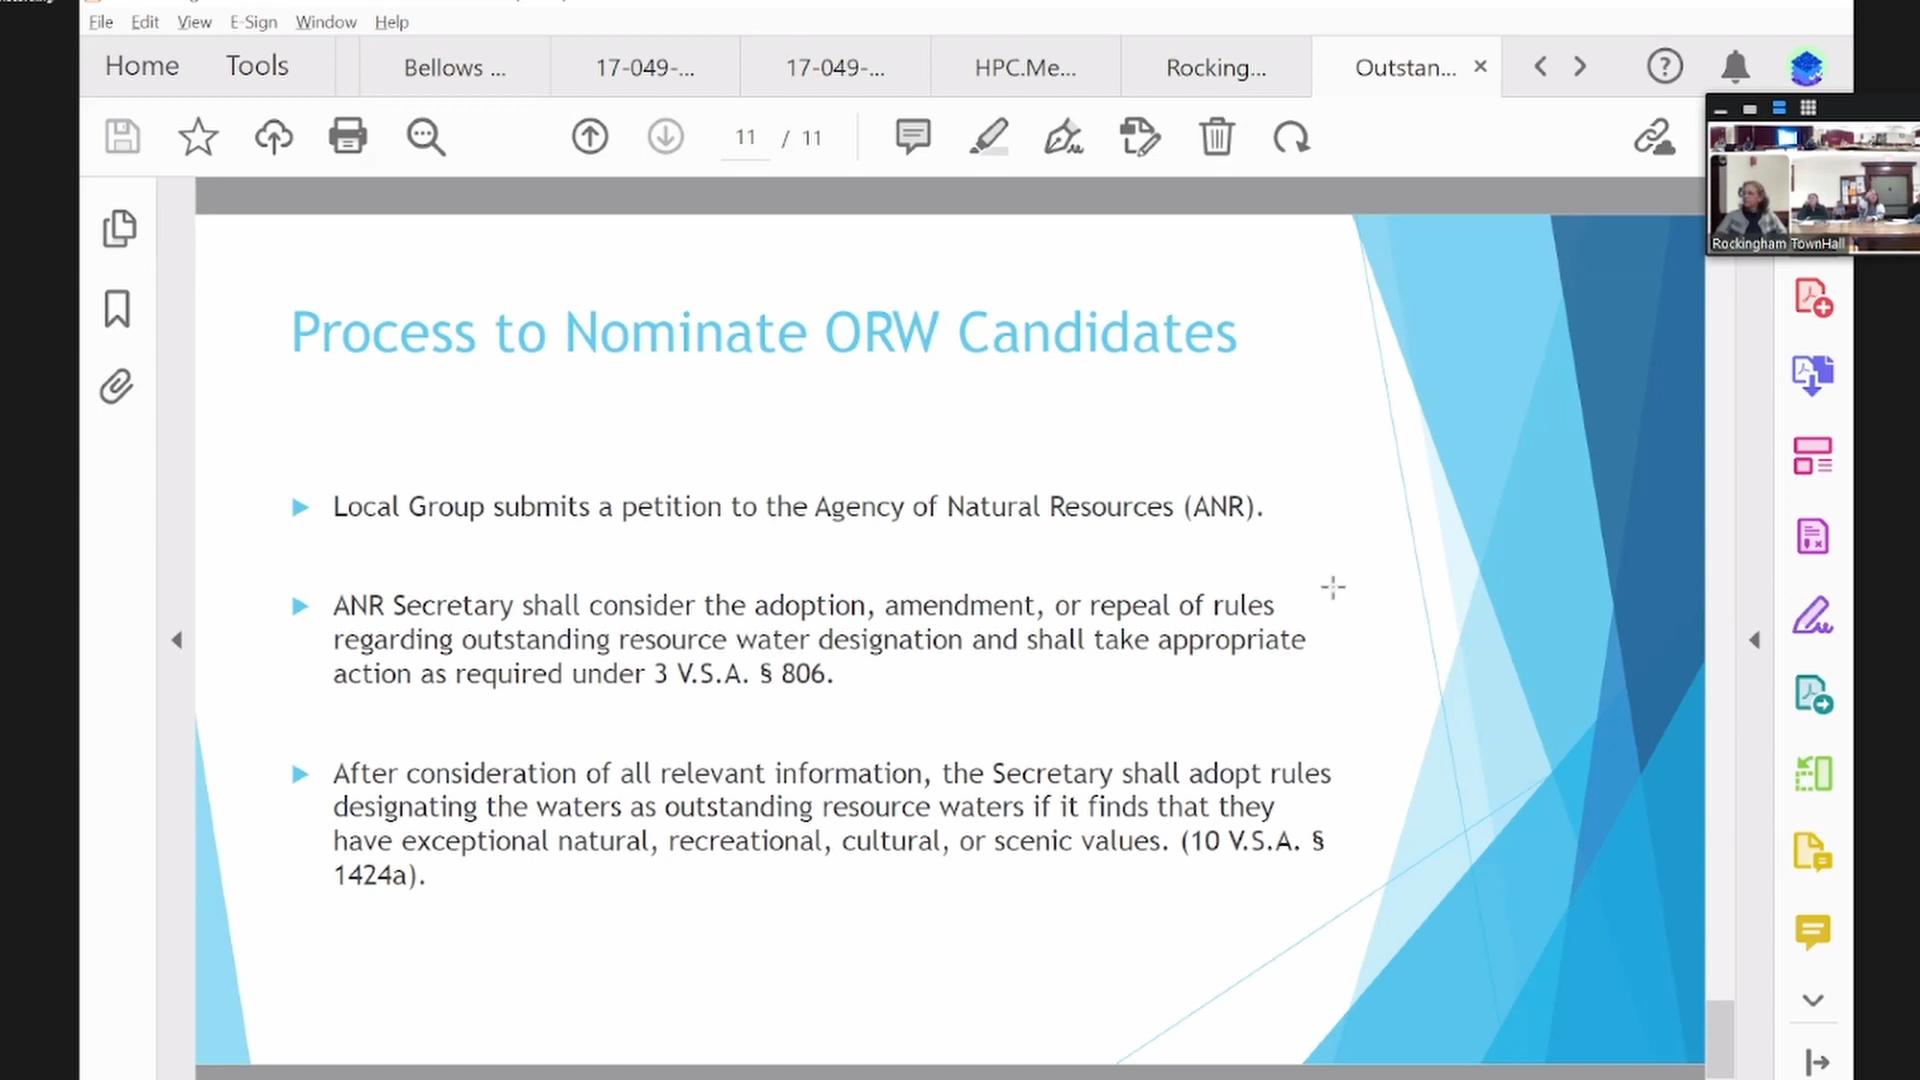 File Edit View E-Sign Window Help
Home Tools Bellows ... 17-049-... 17-049-... HPC.Me... Rocking... Outstan...
11 / 11
Rockingham TownHall
Process to Nominate ORW Candidates
Local Group submits a petition to the Agency of Natural Resources (ANR).
ANR Secretary shall consider the adoption, amendment, or repeal of rules
regarding outstanding resource water designation and shall take appropriate
action as required under 3 V.S.A. § 806.
After consideration of all relevant information, the Secretary shall adopt rules
designating the waters as outstanding resource waters if it finds that they
have exceptional natural, recreational, cultural, or scenic values. (10 V.S.A. §
1424a).